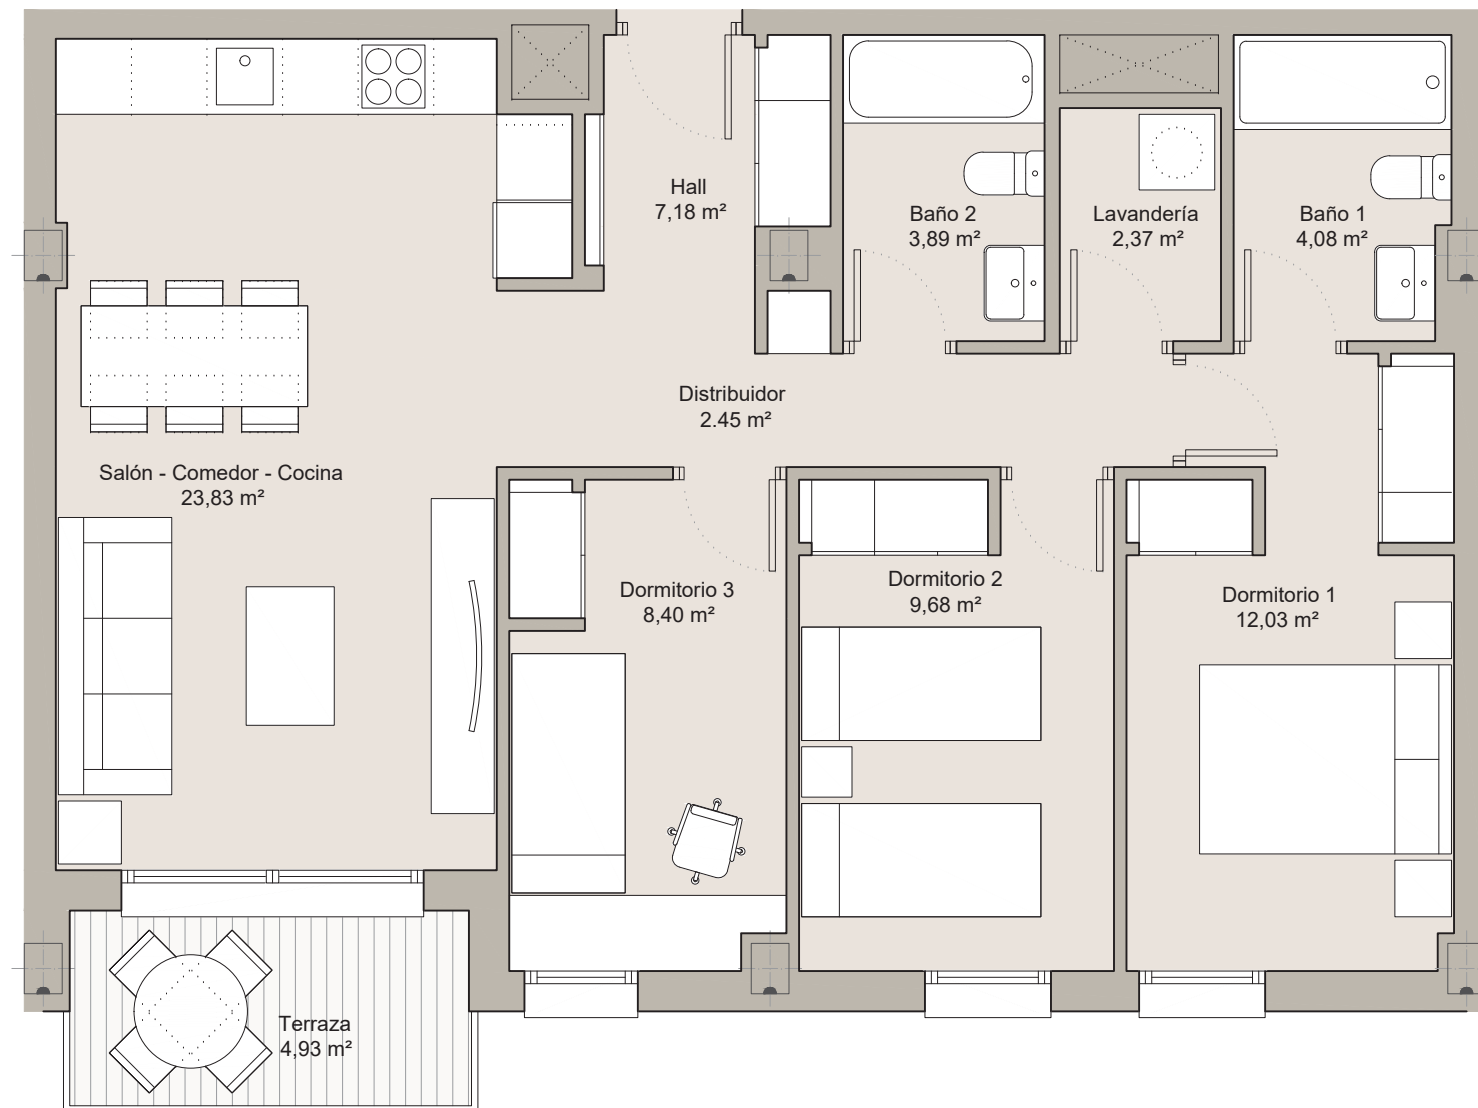 Hall
7,18 m²
Baño 2
3,89 m²
Lavandería
2,37 m²
Baño 1
4,08 m²
Distribuidor
2.45 m²
Salón - Comedor - Cocina
23,83 m²
Dormitorio 3
8,40 m²
Dormitorio 2
9,68 m²
Dormitorio 1
12,03 m²
Terraza
4,93 m²